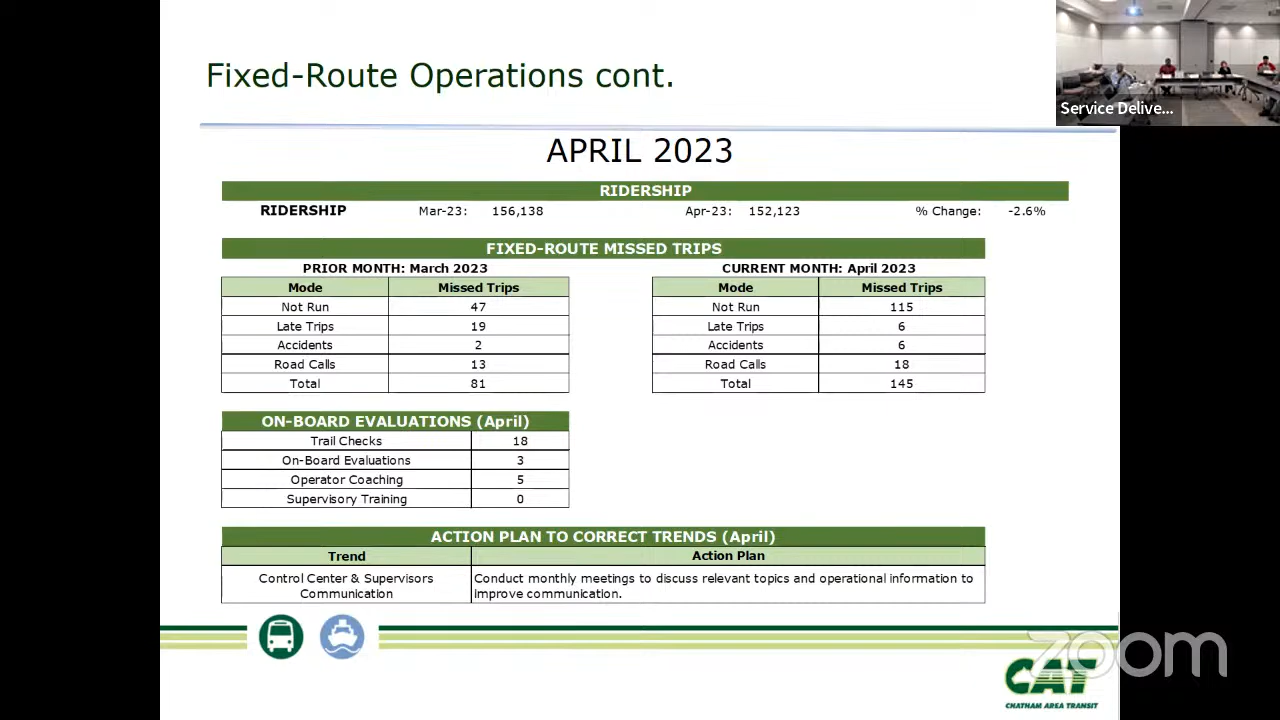 Fixed-Route Operations cont.
Service Delive...
APRIL 2023
RIDERSHIP
RIDERSHIP Mar-23: 156,138 Apr-23: 152,123 % Change: -2.6%
FIXED-ROUTE MISSED TRIPS
PRIOR MONTH: March 2023 CURRENT MONTH: April 2023
Mode Missed Trips Mode Missed Trips
Not Run 47 Not Run 115
Late Trips 19 Late Trips 6
Accidents 2 Accidents 6
Road Calls 13 Road Calls 18
Total 81 Total 145
ON-BOARD EVALUATIONS (April)
Trail Checks 18
On-Board Evaluations 3
Operator Coaching 5
Supervisory Training 0
ACTION PLAN TO CORRECT TRENDS (April)
Trend Action Plan
Control Center & Supervisors Conduct monthly meetings to discuss relevant topics and operational information to
Communication improve communication.
zoom
CAT
CHATHAM AREA TRANSIT